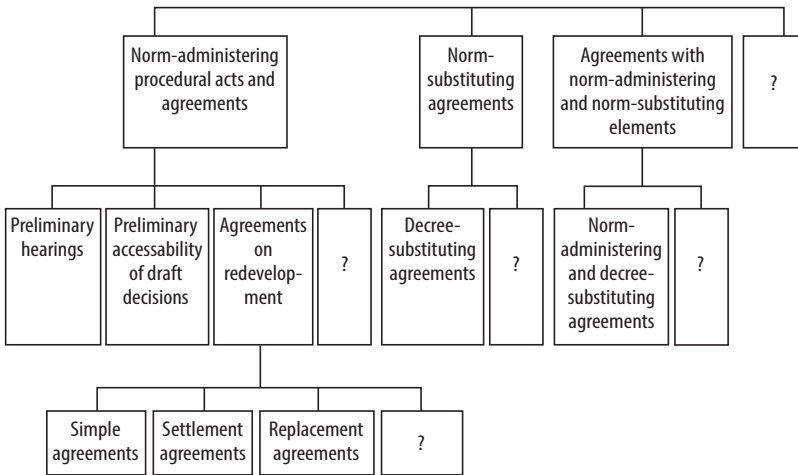 Norm-administering
procedural acts and
agreements
Norm-
substituting
agreements
Agreements with
norm-administering
and norm-substituting
elements
?
Preliminary
hearings
Preliminary
accessability
of draft
decisions
Agreements
on
redevelop-
ment
?
Decree-
substituting
agreements
?
Norm-
administering
and decree-
substituting
agreements
?
Simple
agreements
Settlement
agreements
Replacement
agreements
?